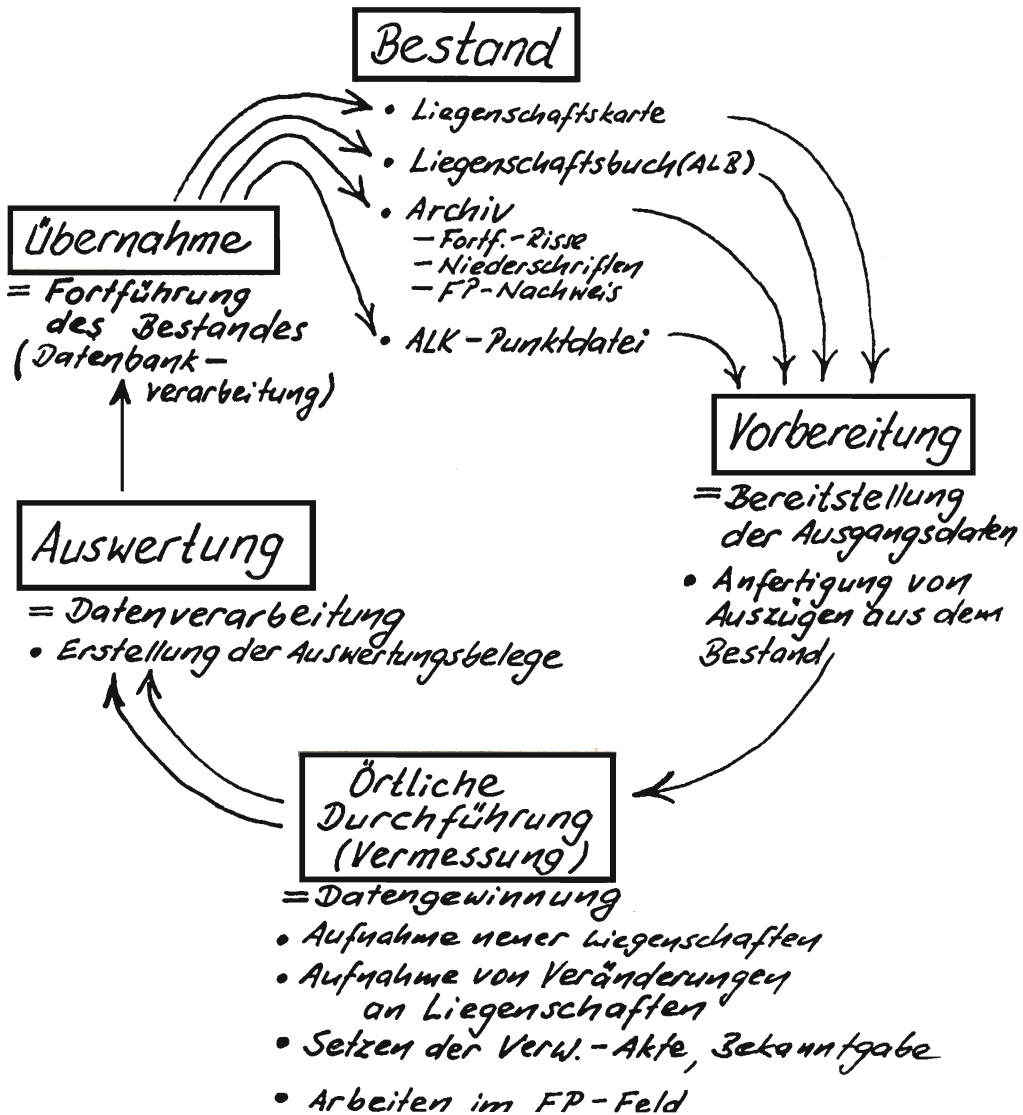 Bestand
• Liegenschaftskarte
• Liegenschaftsbuch (ALB)
• Archiv
– Fortf.-Risse
– Niederschriften
– FP-Nachweis
• ALK – Punktdatei
Vorbereitung
= Bereitstellung
der Ausgangsdaten
• Anfertigung von
Auszügen aus dem
Bestand
Örtliche
Durchführung
(Vermessung)
= Datengewinnung
• Aufnahme neuer Liegenschaften
• Aufnahme von Veränderungen
an Liegenschaften
• Setzen der Verw.-Akte, Bekanntgabe
• Arbeiten im FP-Feld
Auswertung
= Datenverarbeitung
• Erstellung der Auswertungsbelege
Übernahme
= Fortführung
des Bestandes
(Datenbank-
verarbeitung)